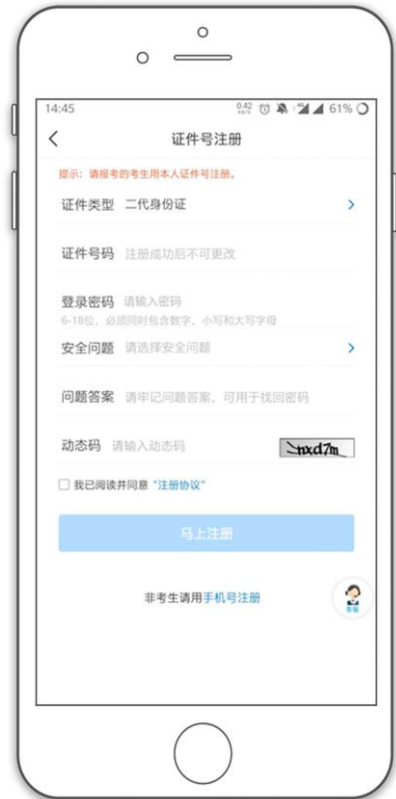 14:45 0.42 KB/S 4G 61%
证件号注册
提示：请报考的考生用本人证件号注册。
证件类型 二代身份证
证件号码 注册成功后不可更改
登录密码 请输入密码
6-18位，必须同时包含数字，小写和大写字母
安全问题 请选择安全问题
问题答案 请牢记问题答案，可用于找回密码
动态码 请输入动态码 nxd7m
我已阅读并同意 "注册协议"
马上注册
非考生请用手机号注册
客服